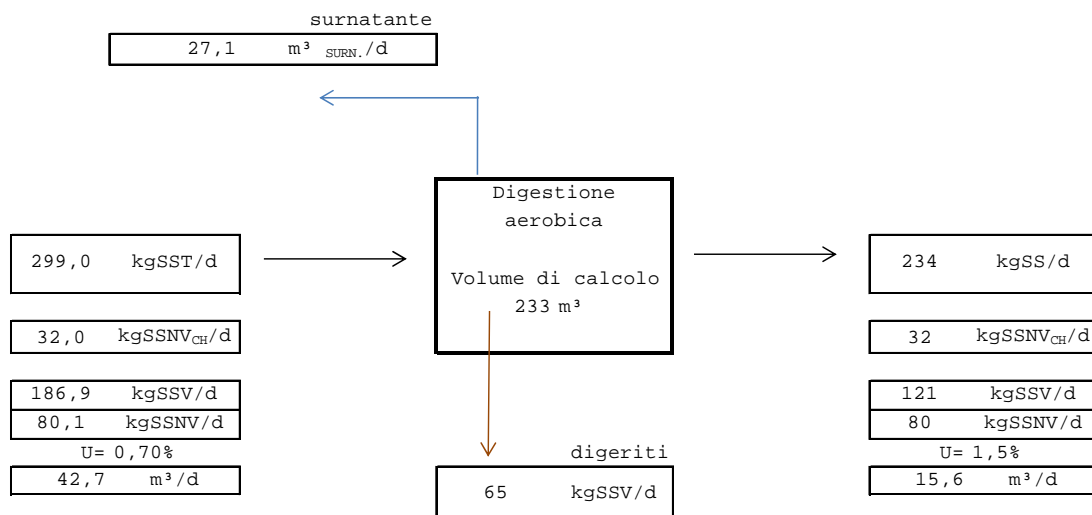 surnatante
27,1 m³ SURN./d
Digestione
aerobica
Volume di calcolo
233 m³
299,0 kgSST/d
32,0 kgSSNVCH/d
186,9 kgSSV/d
80,1 kgSSNV/d
U= 0,70%
42,7 m³/d
digeriti
65 kgSSV/d
234 kgSS/d
32 kgSSNVCH/d
121 kgSSV/d
80 kgSSNV/d
U= 1,5%
15,6 m³/d